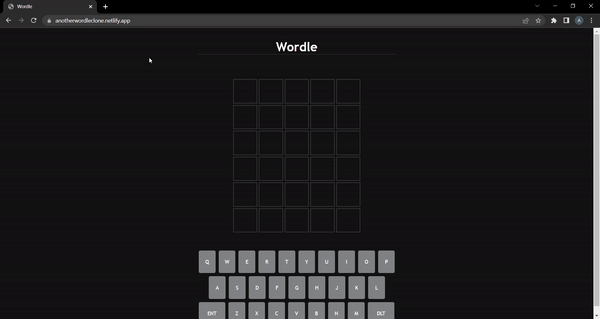 Wordle
anotherwordleclone.netlify.app
A
Wordle
Q W E R T Y U I O P
A S D F G H J K L
ENT Z X C V B N M DLT